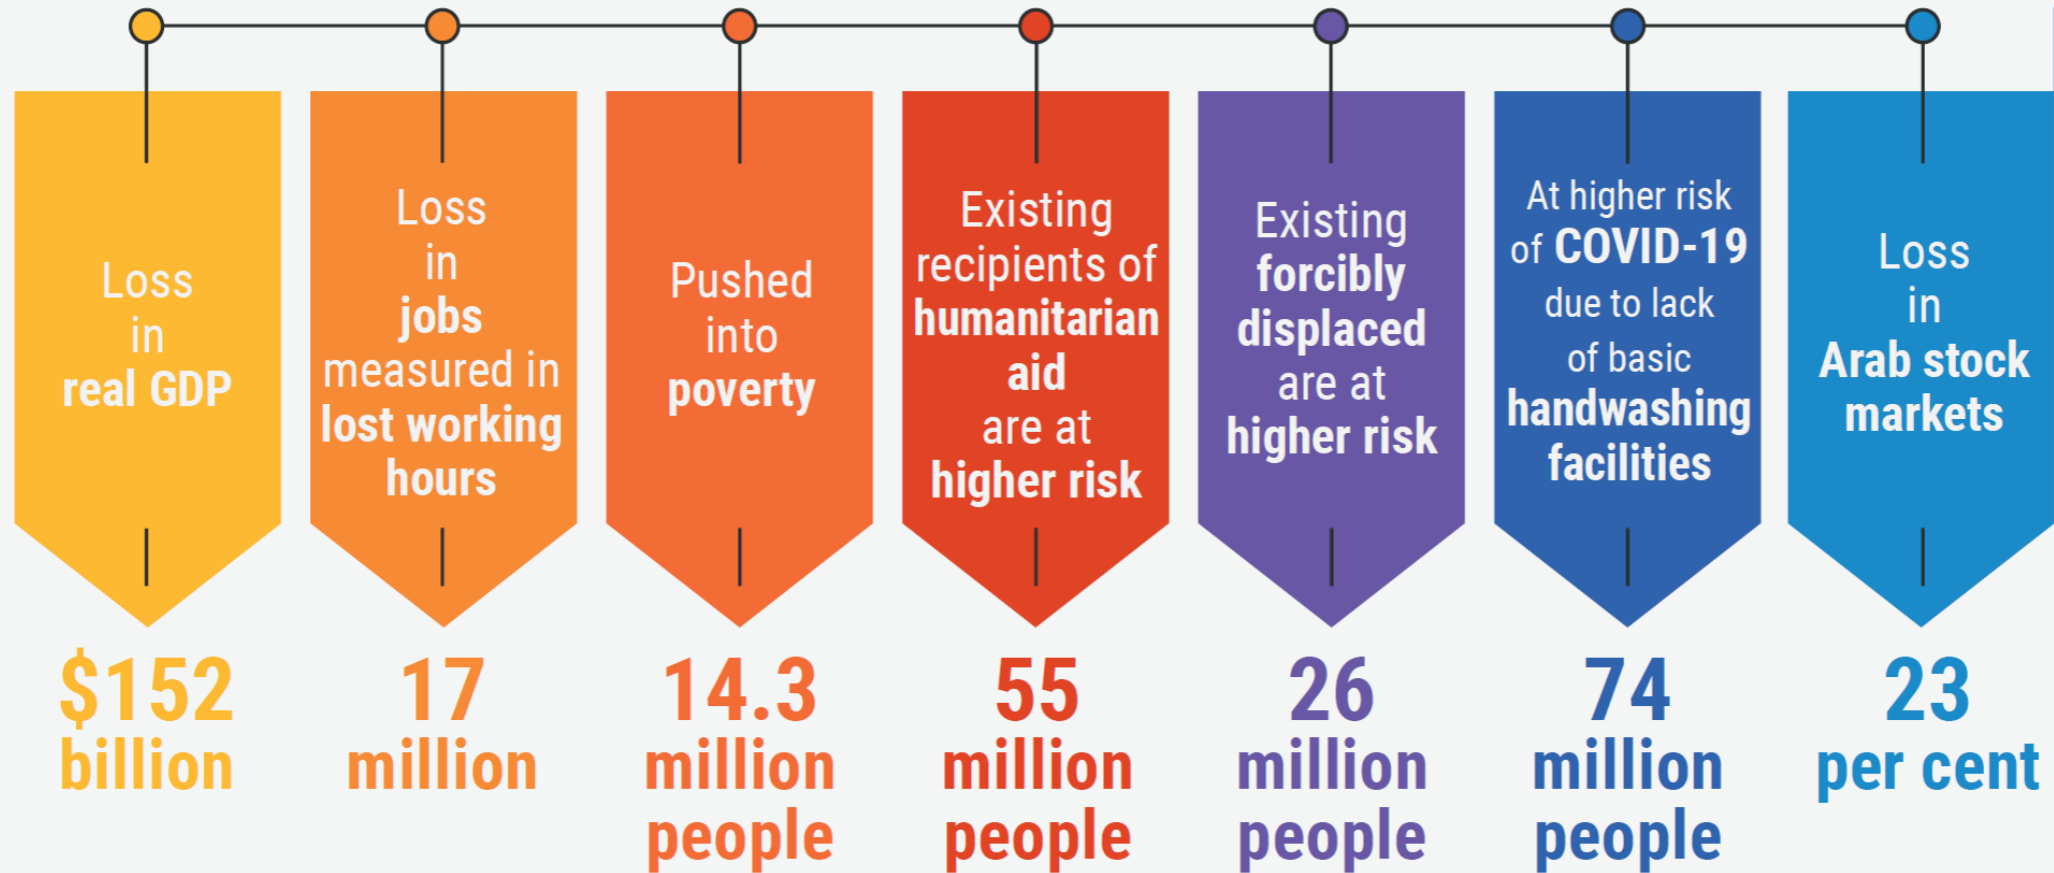 Loss
in
real GDP
$152
billion
Loss
in
jobs
measured in
lost working
hours
17
million
Pushed
into
poverty
14.3
million
people
Existing
recipients of
humanitarian
aid
are at
higher risk
55
million
people
Existing
forcibly
displaced
are at
higher risk
26
million
people
At higher risk
of COVID-19
due to lack
of basic
handwashing
facilities
74
million
people
Loss
in
Arab stock
markets
23
per cent